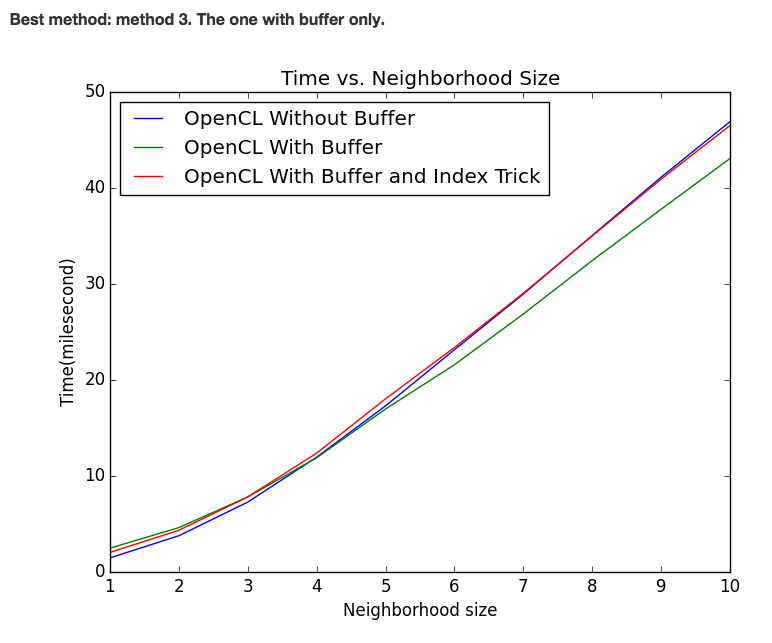 Best method: method 3. The one with buffer only.
Time vs. Neighborhood Size
OpenCL Without Buffer
OpenCL With Buffer
OpenCL With Buffer and Index Trick
50
40
30
20
10
0
Time(milesecond)
1 2 3 4 5 6 7 8 9 10
Neighborhood size